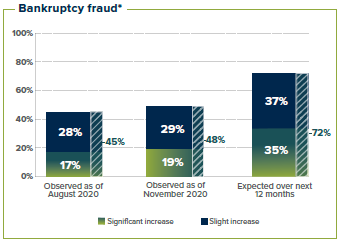 Bankruptcy fraud*
100%
80%
60%
40%
20%
0%
28%
17%
45%
29%
19%
48%
37%
35%
72%
Observed as of
August 2020
Observed as of
November 2020
Expected over next
12 months
Significant increase
Slight increase